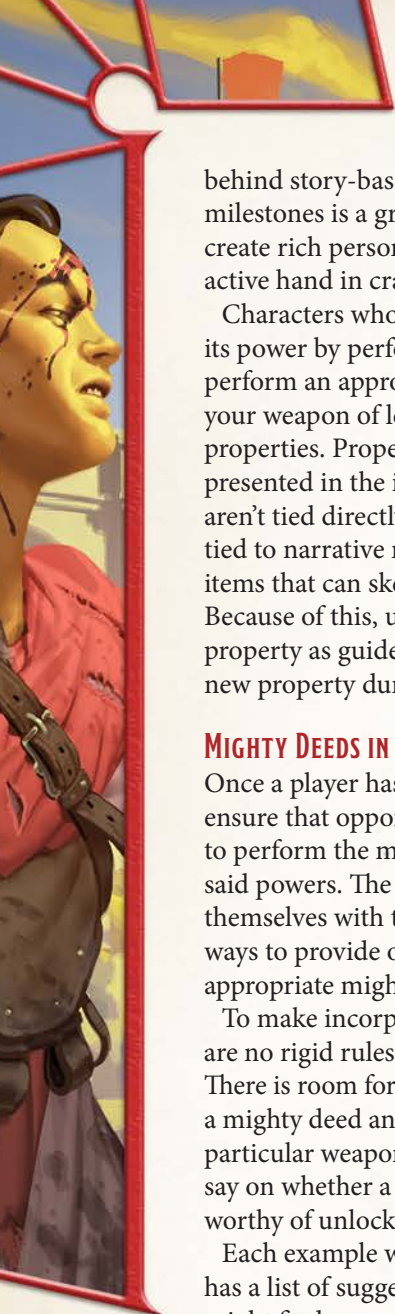 behind story-bas
milestones is a gr
create rich person
active hand in cra
Characters who
its power by perfo
perform an appro
your weapon of le
properties. Prope
presented in the i
aren't tied directl
tied to narrative r
items that can ske
Because of this, u
property as guide
new property dur
Mighty Deeds in
Once a player has
ensure that oppor
to perform the m
said powers. The
themselves with t
ways to provide o
appropriate migh
To make incorp
are no rigid rules
There is room for
a mighty deed an
particular weapon
say on whether a
worthy of unlock
Each example w
has a list of sugge